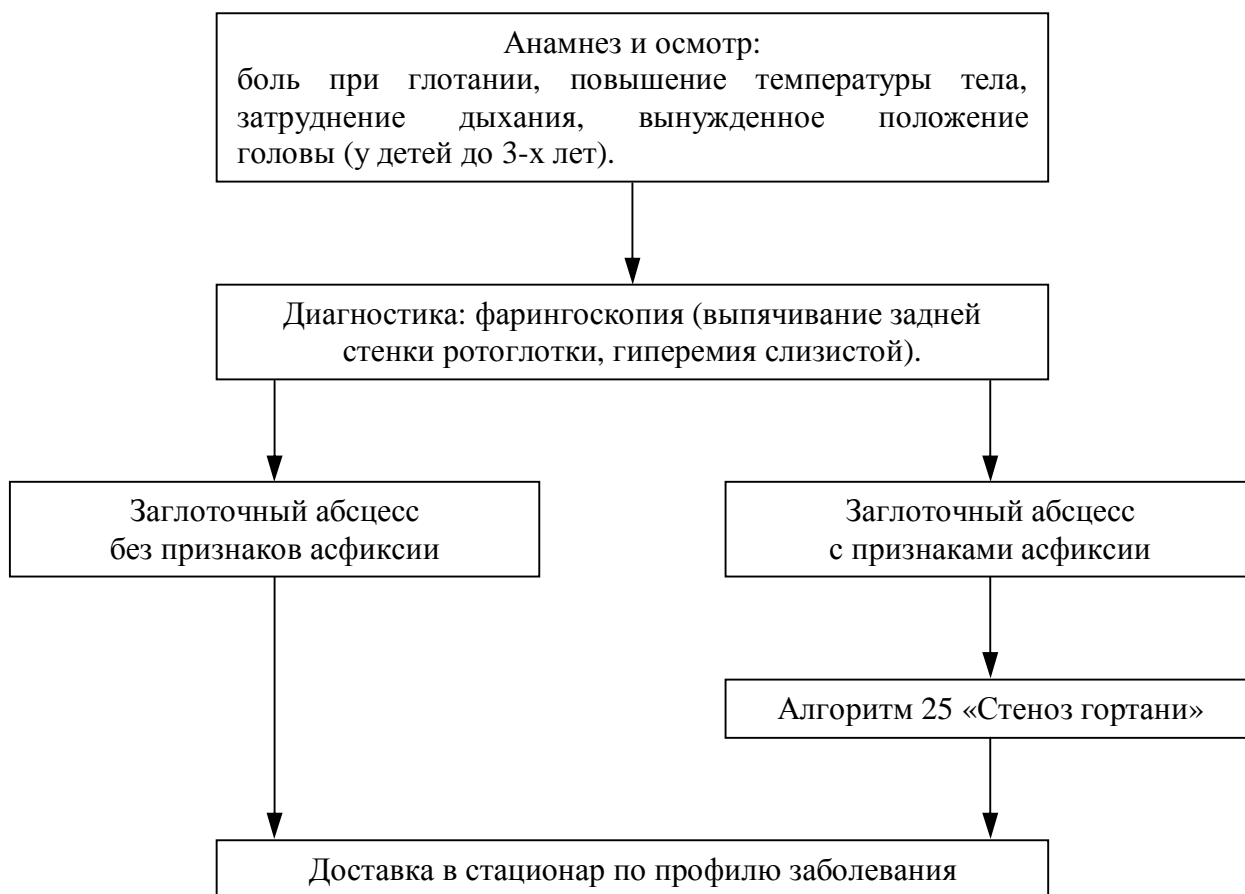 Анамнез и осмотр:
боль при глотании, повышение температуры тела,
затруднение дыхания, вынужденное положение
головы (у детей до 3-х лет).
Диагностика: фарингоскопия (выпячивание задней
стенки ротоглотки, гиперемия слизистой).
Заглоточный абсцесс
без признаков асфиксии
Заглоточный абсцесс
с признаками асфиксии
Алгоритм 25 «Стеноз гортани»
Доставка в стационар по профилю заболевания